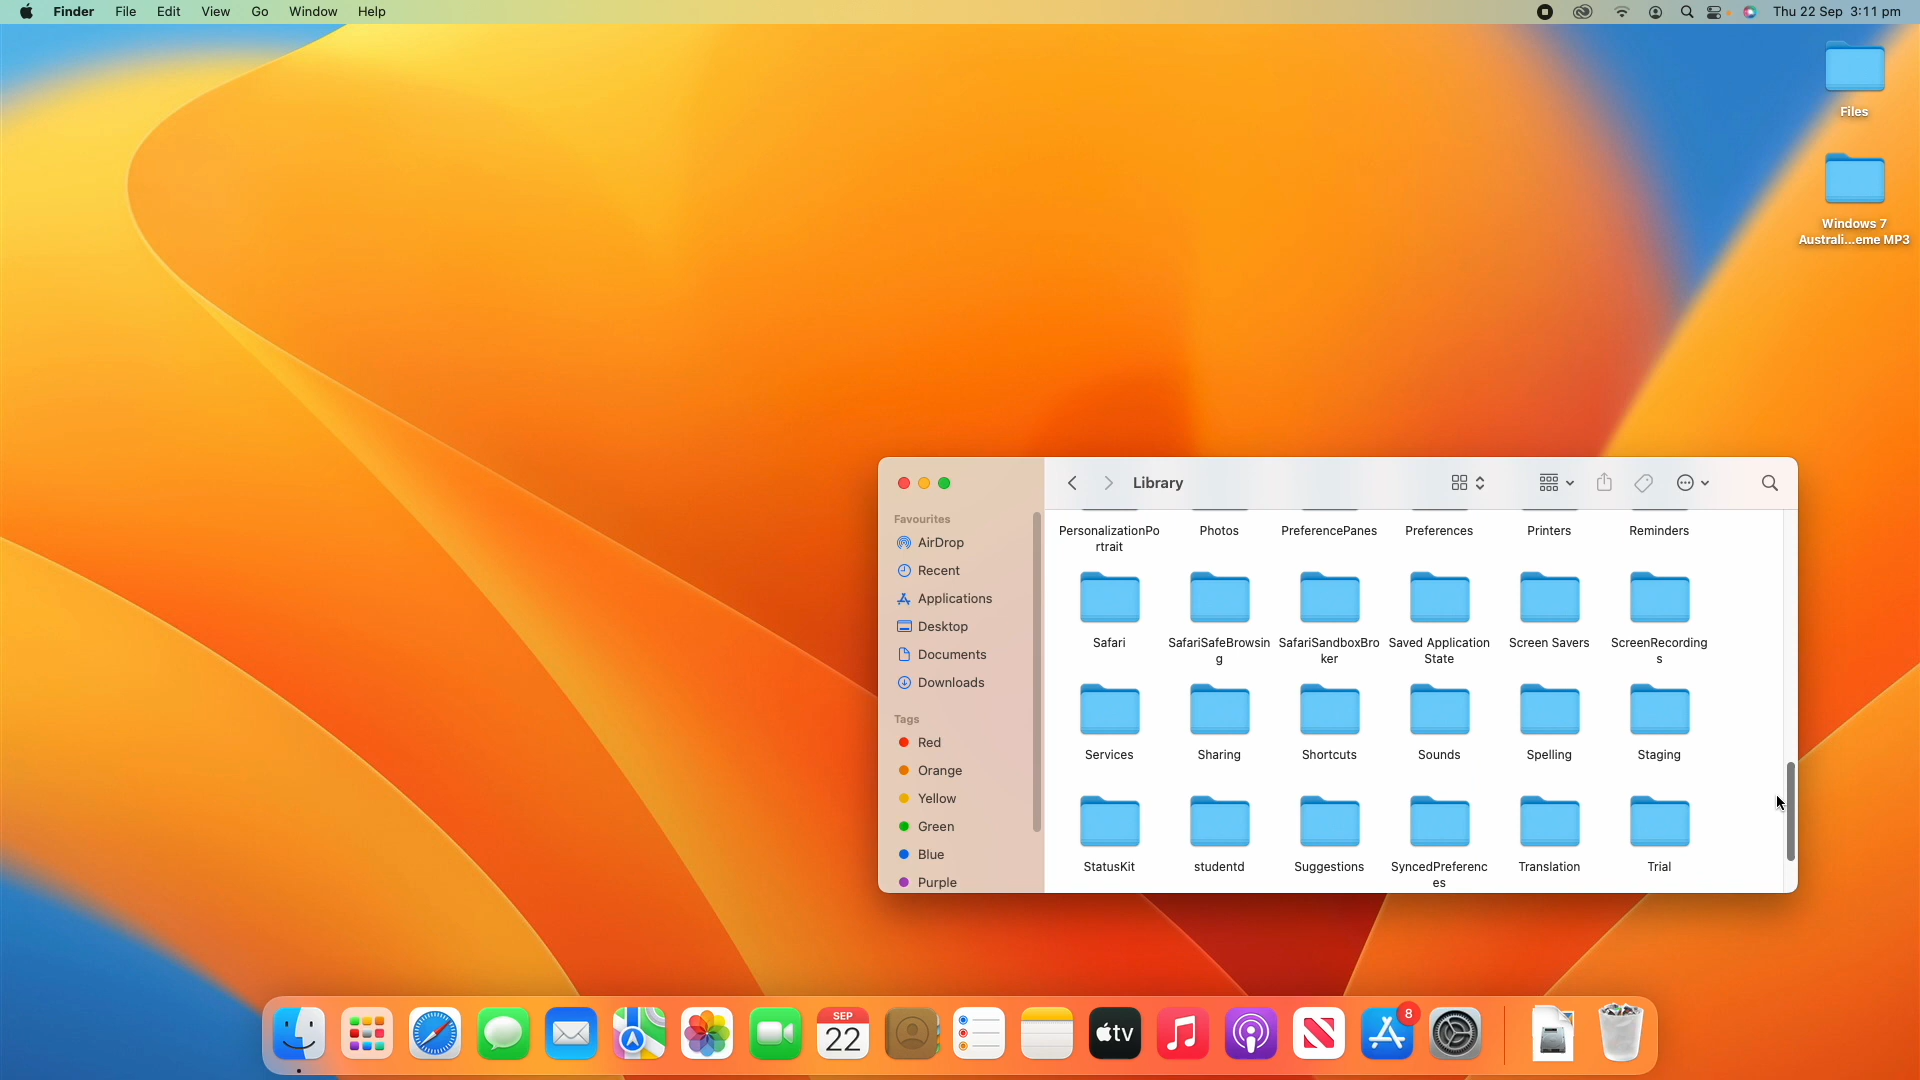 Finder File Edit View Go Window Help
Thu 22 Sep 3:11 pm
Files
Windows 7
Australi...eme MP3
Library
Favourites
AirDrop
Recent
Applications
Desktop
Documents
Downloads
Tags
Red
Orange
Yellow
Green
Blue
Purple
PersonalizationPo
rtrait
Photos
PreferencePanes
Preferences
Printers
Reminders
Safari
SafariSafeBrowsin
g
SafariSandboxBro
ker
Saved Application
State
Screen Savers
ScreenRecording
s
Services
Sharing
Shortcuts
Sounds
Spelling
Staging
StatusKit
studentd
Suggestions
SyncedPreferenc
es
Translation
Trial
SEP
22
tv
8